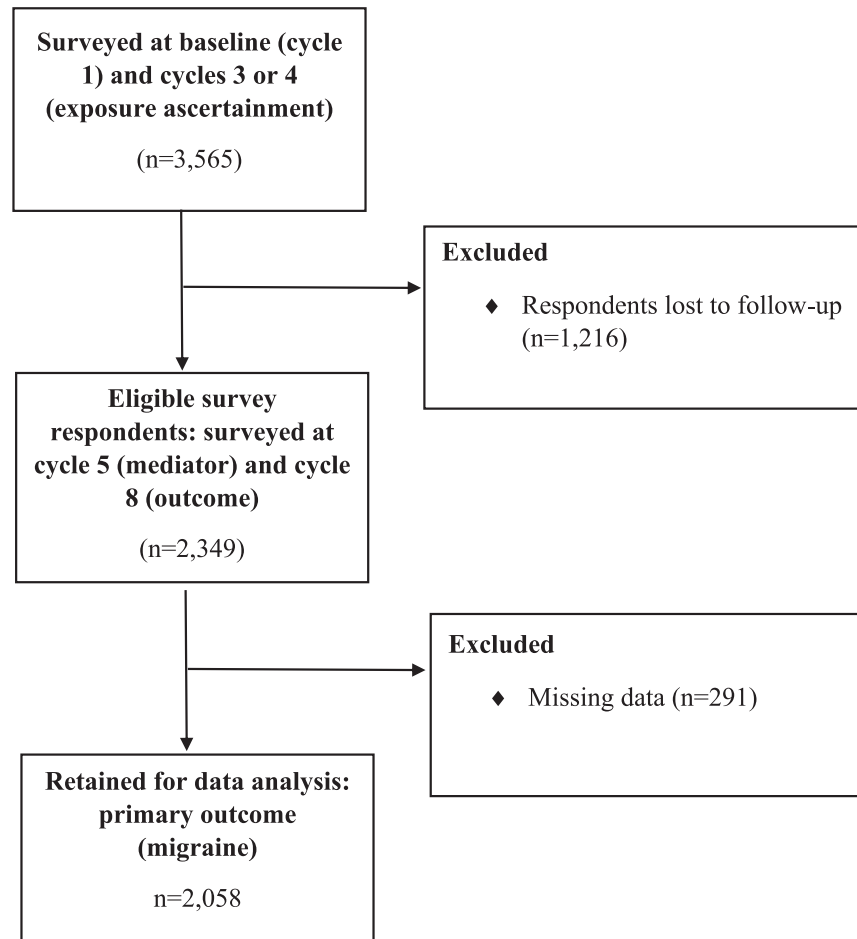 Surveyed at baseline (cycle
1) and cycles 3 or 4
(exposure ascertainment)
(n=3,565)
Excluded
♦ Respondents lost to follow-up
(n=1,216)
Eligible survey
respondents: surveyed at
cycle 5 (mediator) and cycle
8 (outcome)
(n=2,349)
Excluded
♦ Missing data (n=291)
Retained for data analysis:
primary outcome
(migraine)
n=2,058